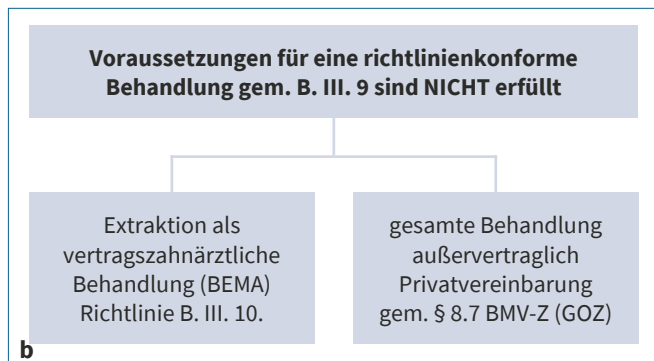 Voraussetzungen für eine richtlinienkonforme
Behandlung gem. B. III. 9 sind NICHT erfüllt
Extraktion als
vertragszahnärztliche
Behandlung (BEMA)
Richtlinie B. III. 10.
gesamte Behandlung
außervertraglich
Privatvereinbarung
gem. § 8.7 BMV-Z (GOZ)
b